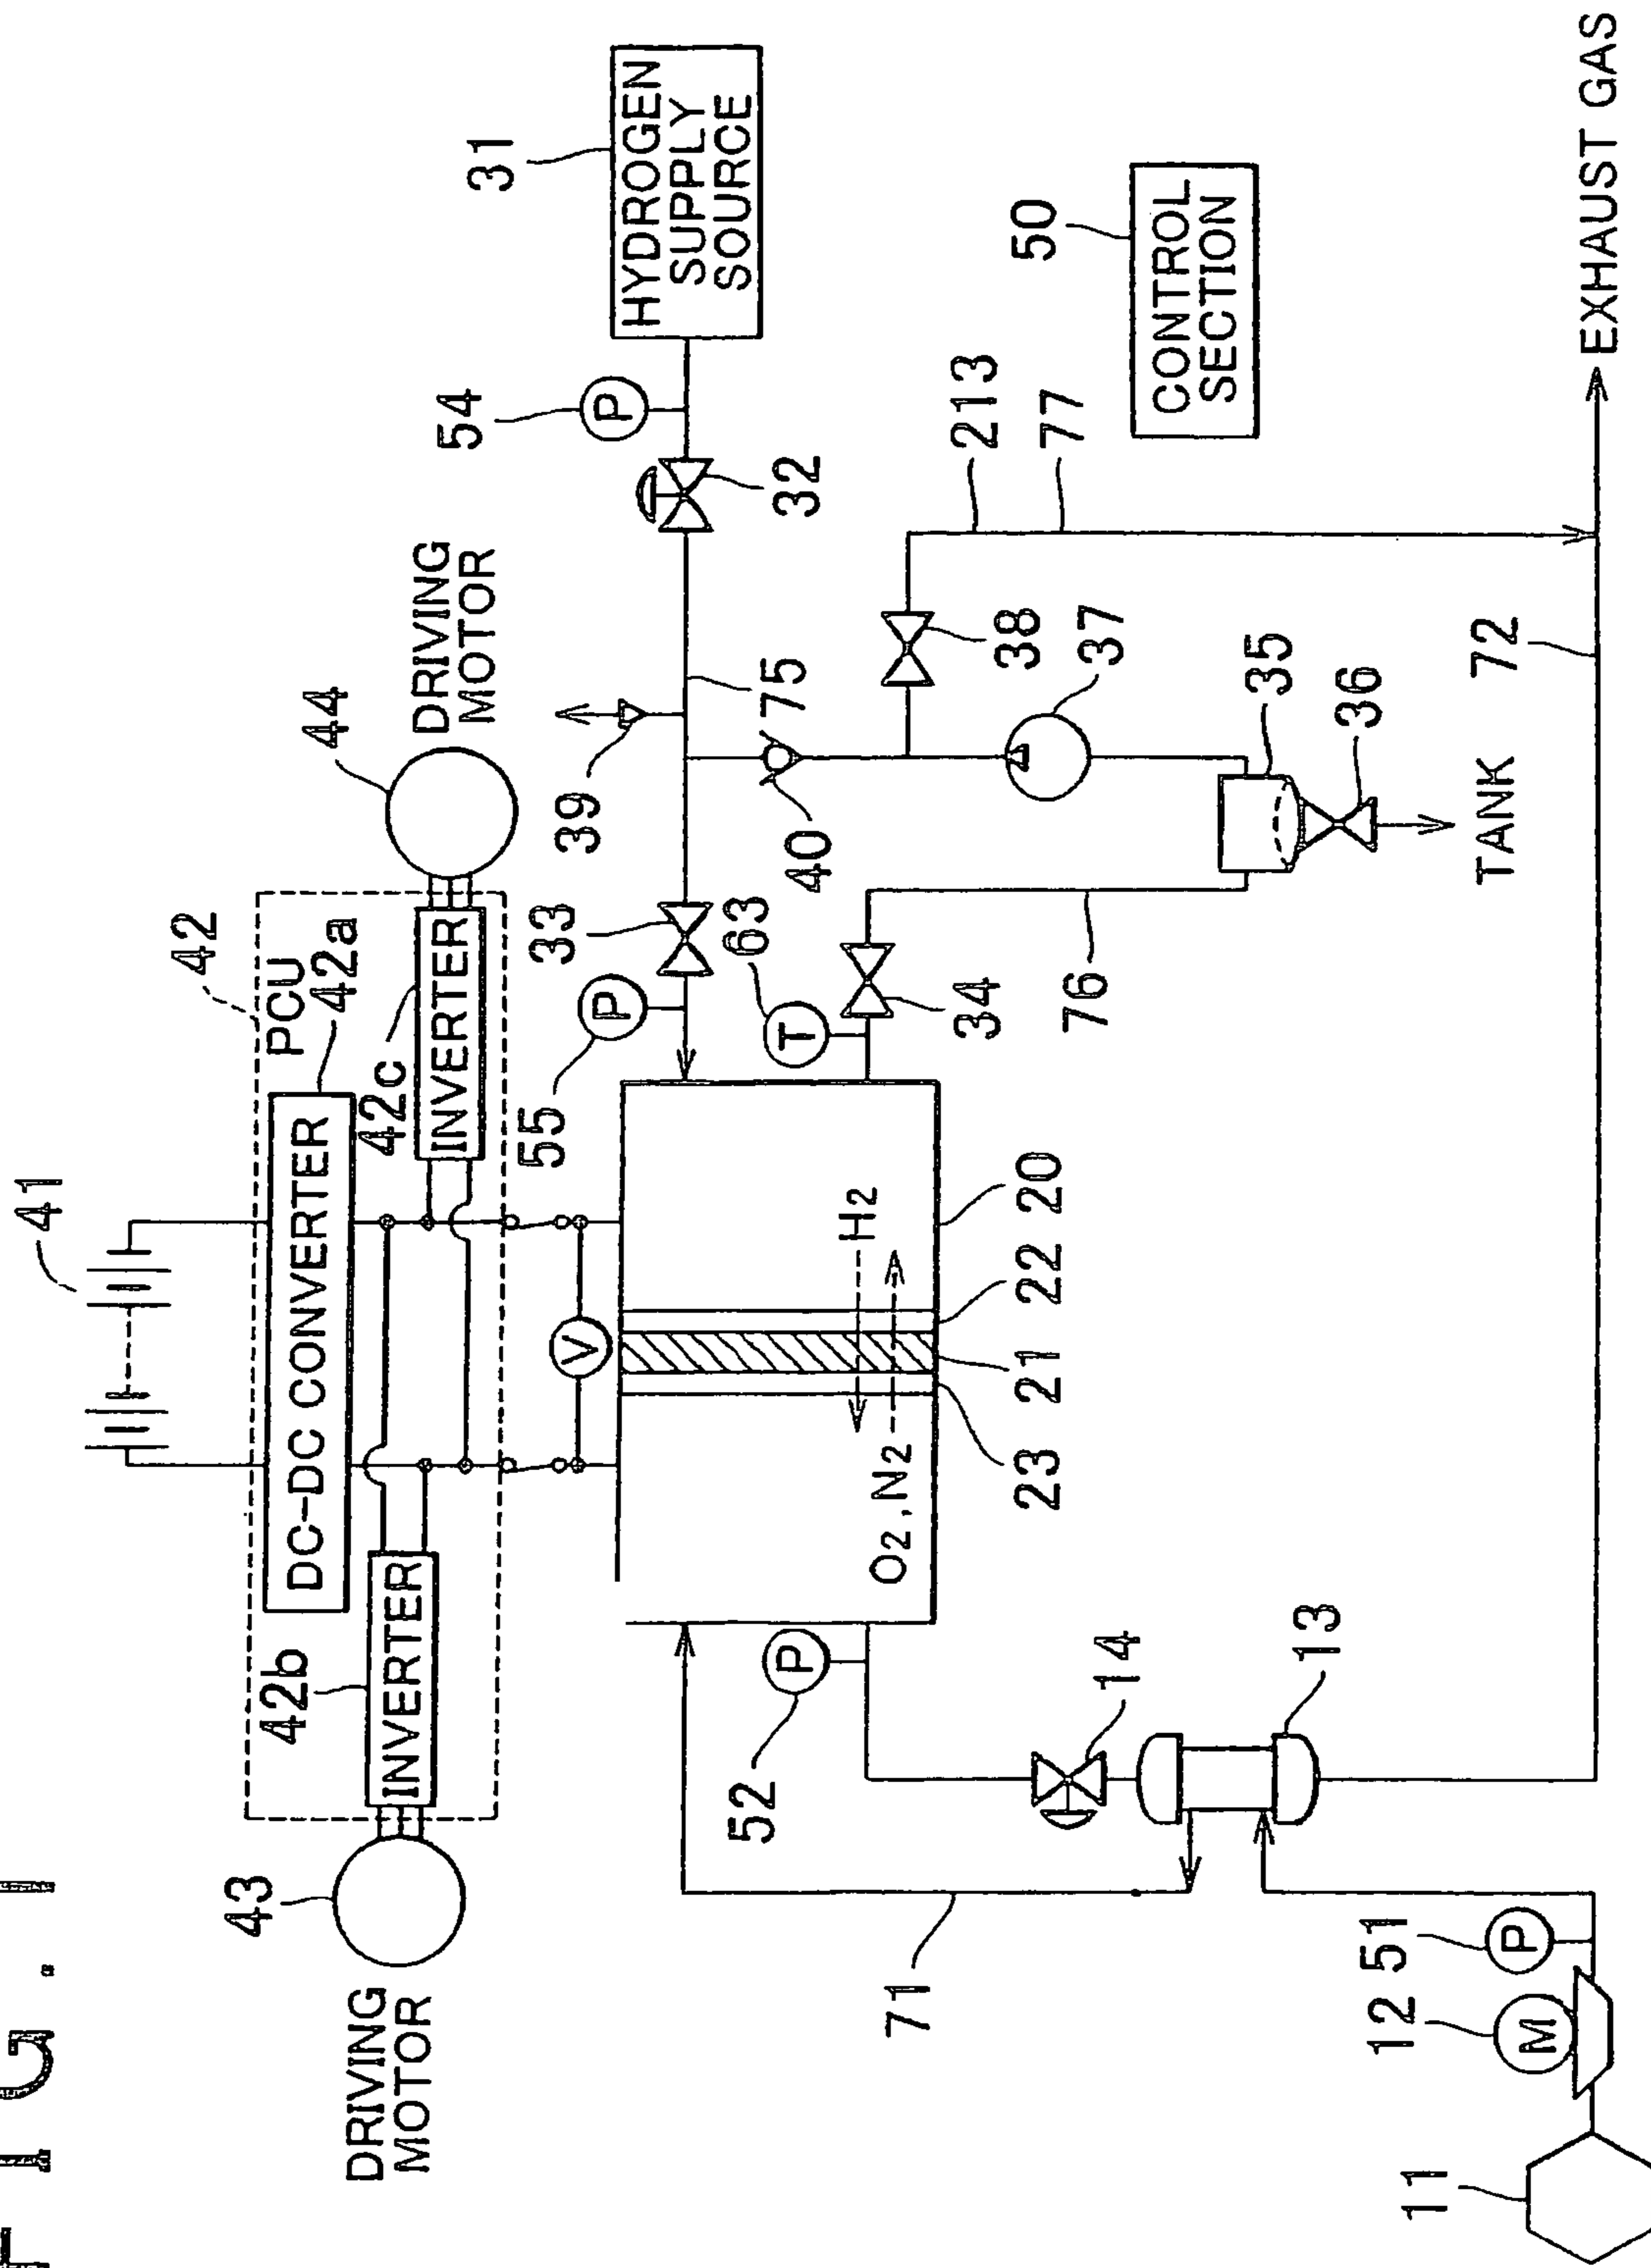 FIG. 1
41
42
PCU
42a
DC-DC CONVERTER
42b
INVERTER
42c
INVERTER
43
DRIVING
MOTOR
44
DRIVING
MOTOR
V
55
P
33
39
75
40
32
54
P
31
HYDROGEN
SUPPLY
SOURCE
63
T
34
76
38
37
213
77
50
CONTROL
SECTION
35
36
TANK
72
EXHAUST GAS
H2
O2, N2
23
21
22
20
52
P
14
13
71
51
P
12
M
11